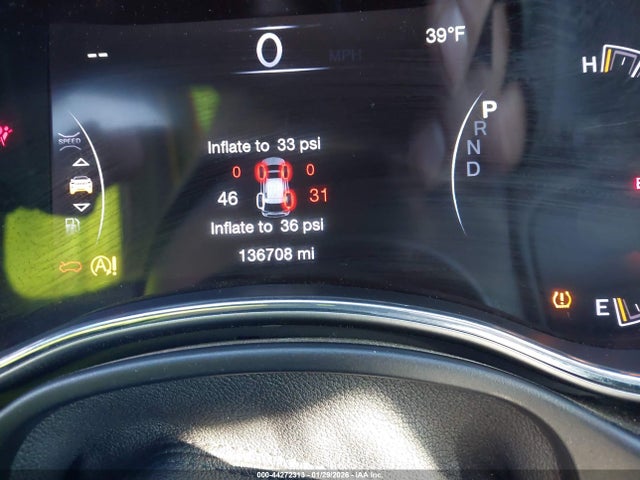 --
0
MPH
39°F
H
SPEED
P
R
N
D
Inflate to 33 psi
0 0
46 31
Inflate to 36 psi
136708 mi
A!
E
000-44272313 - 01/29/2026 - IAA Inc.